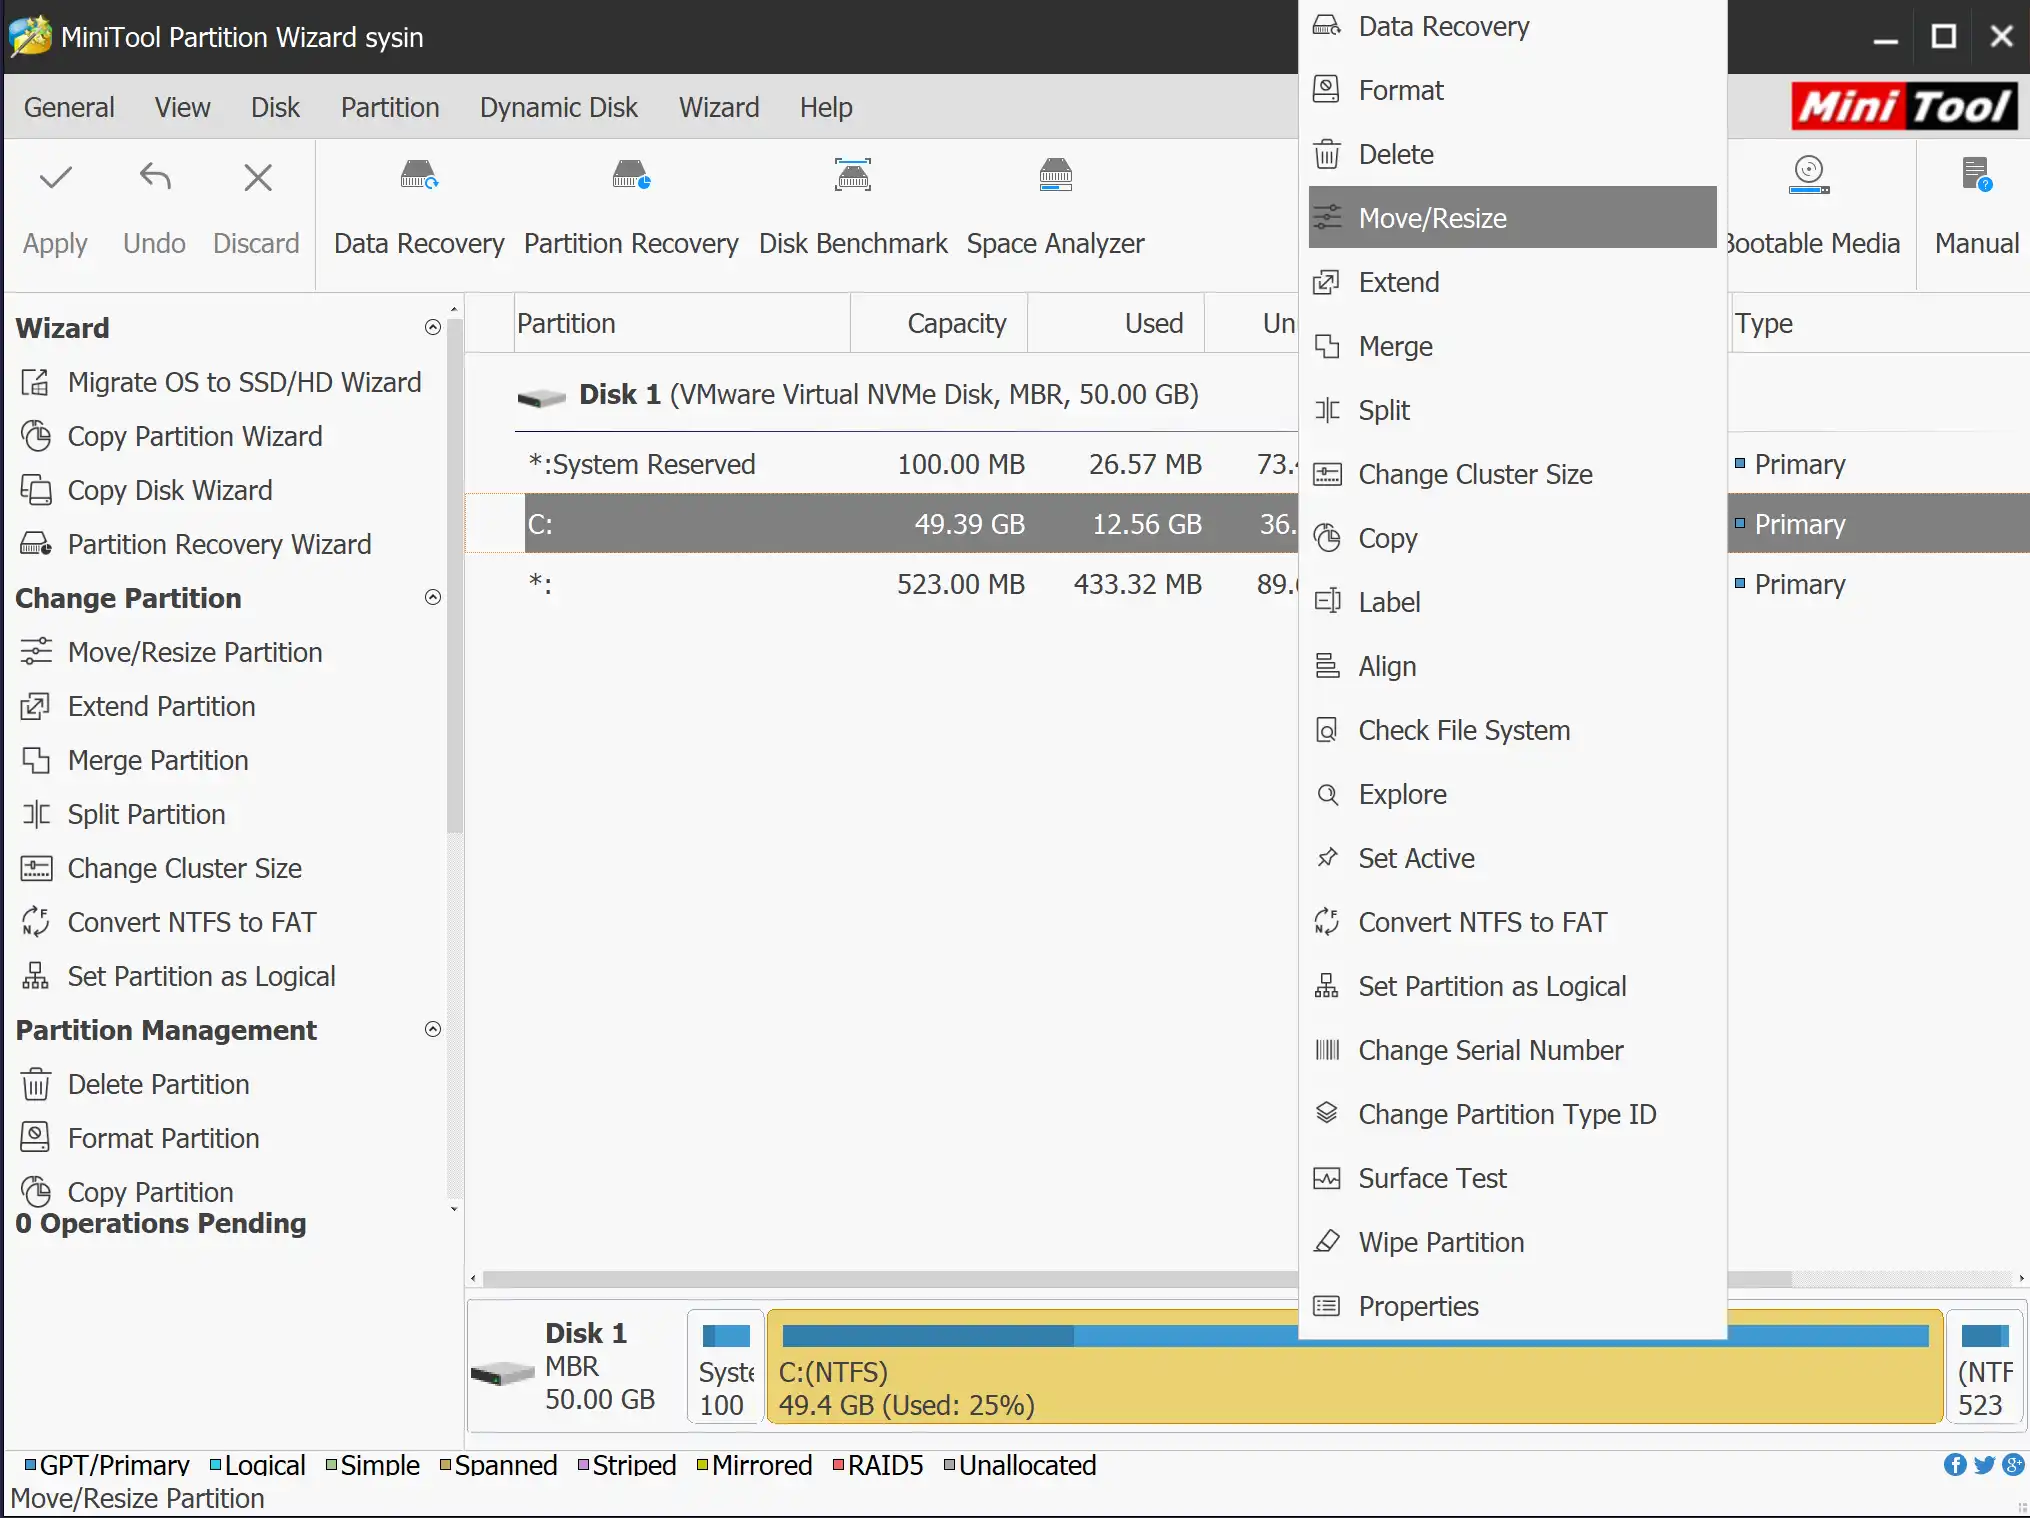 MiniTool Partition Wizard sysin
General View Disk Partition Dynamic Disk Wizard Help
Mini Tool
Apply Undo Discard Data Recovery Partition Recovery Disk Benchmark Space Analyzer Bootable Media Manual
Wizard
Migrate OS to SSD/HD Wizard
Copy Partition Wizard
Copy Disk Wizard
Partition Recovery Wizard
Change Partition
Move/Resize Partition
Extend Partition
Merge Partition
Split Partition
Change Cluster Size
Convert NTFS to FAT
Set Partition as Logical
Partition Management
Delete Partition
Format Partition
Copy Partition
0 Operations Pending
Partition Capacity Used Un Type
Disk 1 (VMware Virtual NVMe Disk, MBR, 50.00 GB)
*:System Reserved 100.00 MB 26.57 MB 73. Primary
C: 49.39 GB 12.56 GB 36. Primary
*: 523.00 MB 433.32 MB 89. Primary
Data Recovery
Format
Delete
Move/Resize
Extend
Merge
Split
Change Cluster Size
Copy
Label
Align
Check File System
Explore
Set Active
Convert NTFS to FAT
Set Partition as Logical
Change Serial Number
Change Partition Type ID
Surface Test
Wipe Partition
Properties
Disk 1
MBR
50.00 GB
Syste
100
C:(NTFS)
49.4 GB (Used: 25%)
(NTF
523
GPT/Primary Logical Simple Spanned Striped Mirrored RAID5 Unallocated
Move/Resize Partition